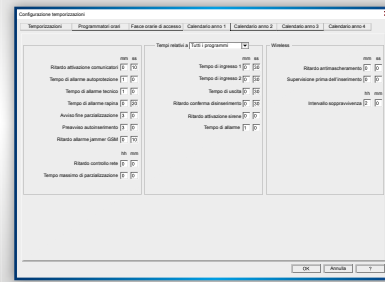 Configurazione temporizzazioni
Temporizzazioni Programmatori orari Fasce orarie di accesso Calendario anno 1 Calendario anno 2 Calendario anno 3 Calendario anno 4
mm ss
Ritardo attivazione comunicatori 0 10
Tempo di allarme autoprotezione 1 0
Tempo di allarme tecnico 1 0
Tempo di allarme rapina 0 20
Avviso fine parzializzazione 3 0
Preavviso autoinserimento 3 0
Ritardo allarme jammer GSM 0 10
hh mm
Ritardo controllo rete 0 0
Tempo massimo di parzializzazione 0 0
Tempi relativi a Tutti i programmi
mm ss
Tempo di ingresso 1 0 30
Tempo di ingresso 2 0 30
Tempo di uscita 0 30
Ritardo conferma disinserimento 0 30
Ritardo attivazione sirene 0 0
Tempo di allarme 1 0
Wireless
mm ss
Ritardo antimascheramento 0 0
Supervisione prima dell'inserimento 0 0
hh mm
Intervallo sopravvivenza 2 0
OK Annulla ?